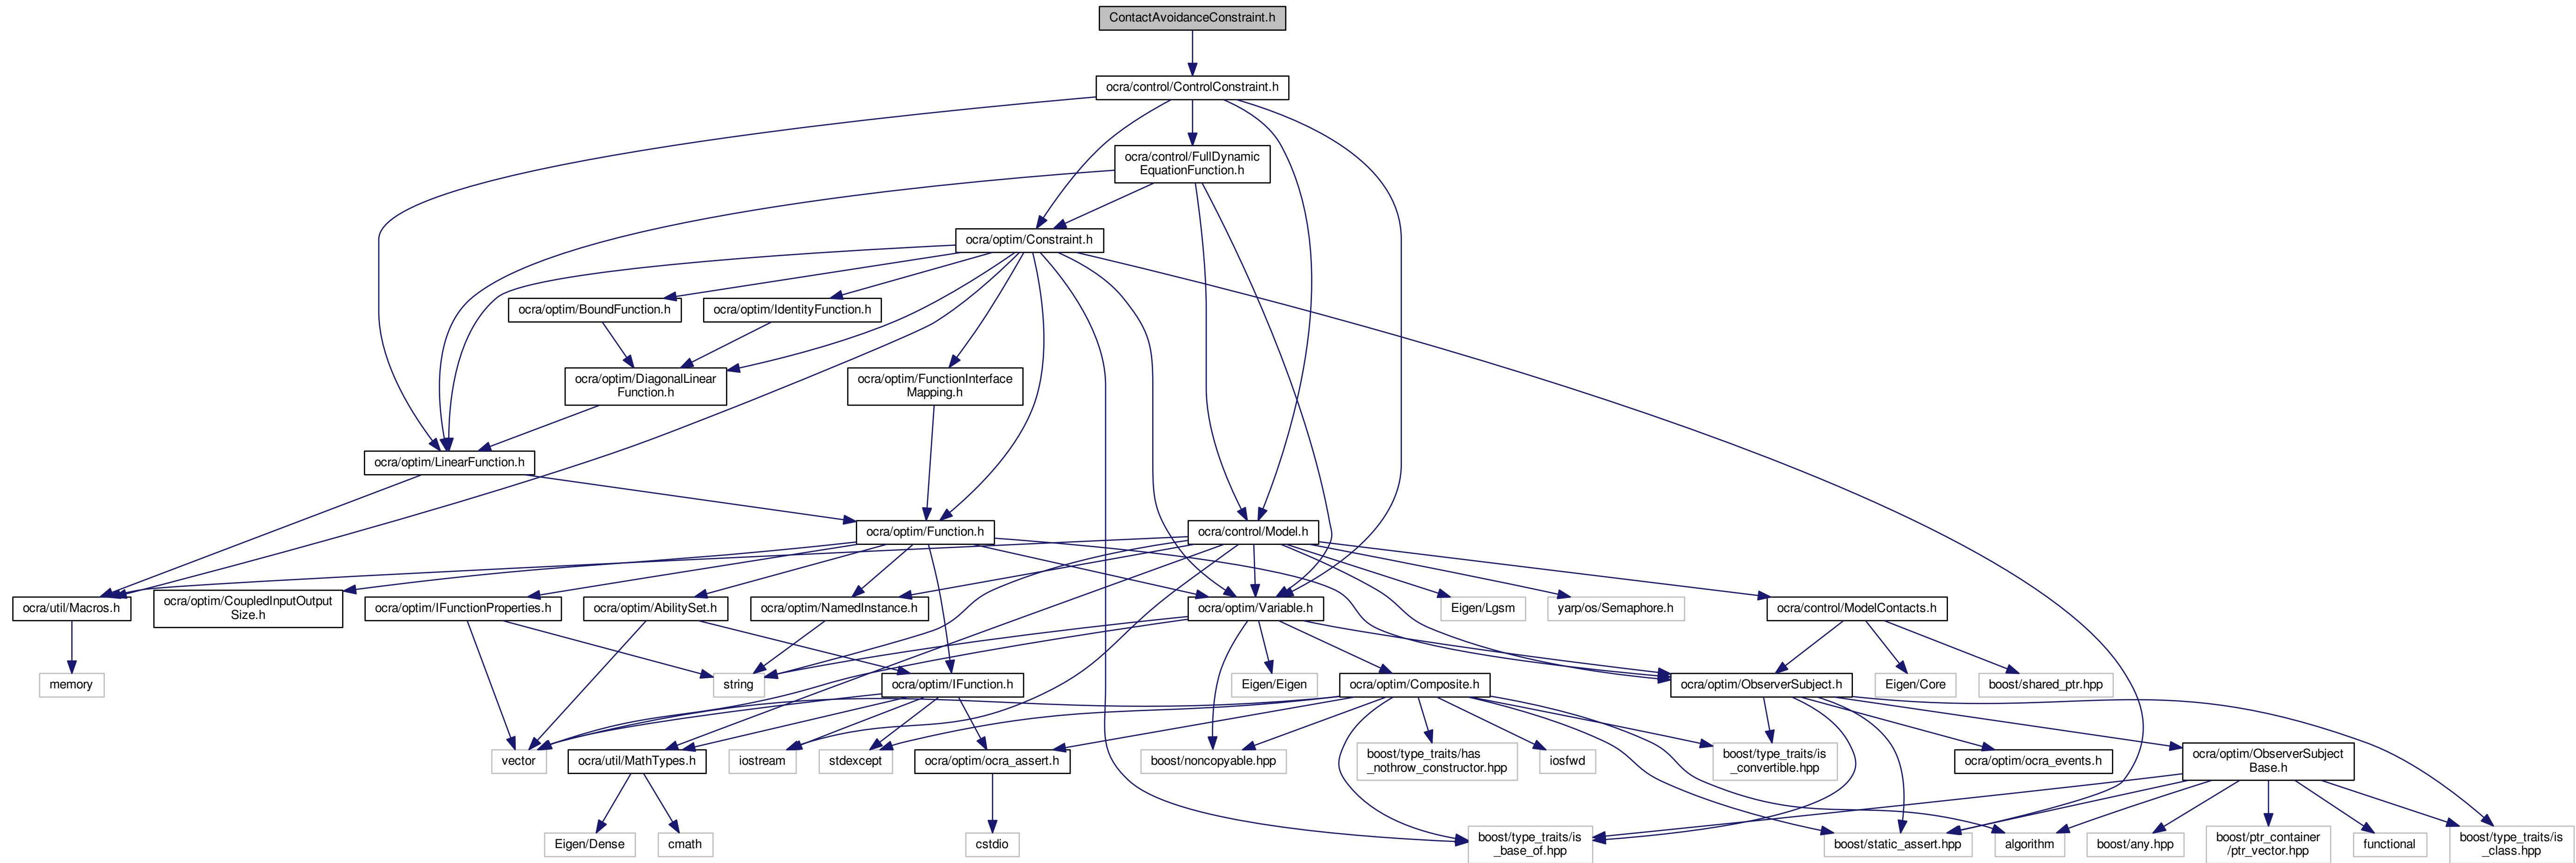 ContactAvoidanceConstraint.h
ocra/control/ControlConstraint.h
ocra/control/FullDynamic
EquationFunction.h
ocra/optim/Constraint.h
ocra/optim/BoundFunction.h
ocra/optim/IdentityFunction.h
ocra/optim/DiagonalLinear
Function.h
ocra/optim/FunctionInterface
Mapping.h
ocra/optim/LinearFunction.h
ocra/optim/Function.h
ocra/control/Model.h
ocra/util/Macros.h
ocra/optim/CoupledInputOutput
Size.h
ocra/optim/IFunctionProperties.h
ocra/optim/AbilitySet.h
ocra/optim/NamedInstance.h
ocra/optim/Variable.h
Eigen/Lgsm
yarp/os/Semaphore.h
ocra/control/ModelContacts.h
memory
string
ocra/optim/IFunction.h
Eigen/Eigen
ocra/optim/Composite.h
ocra/optim/ObserverSubject.h
Eigen/Core
boost/shared_ptr.hpp
vector
ocra/util/MathTypes.h
iostream
stdexcept
ocra/optim/ocra_assert.h
boost/noncopyable.hpp
boost/type_traits/has
_nothrow_constructor.hpp
iosfwd
boost/type_traits/is
_convertible.hpp
ocra/optim/ocra_events.h
ocra/optim/ObserverSubject
Base.h
Eigen/Dense
cmath
cstdio
boost/type_traits/is
_base_of.hpp
boost/static_assert.hpp
algorithm
boost/any.hpp
boost/ptr_container
/ptr_vector.hpp
functional
boost/type_traits/is
_class.hpp